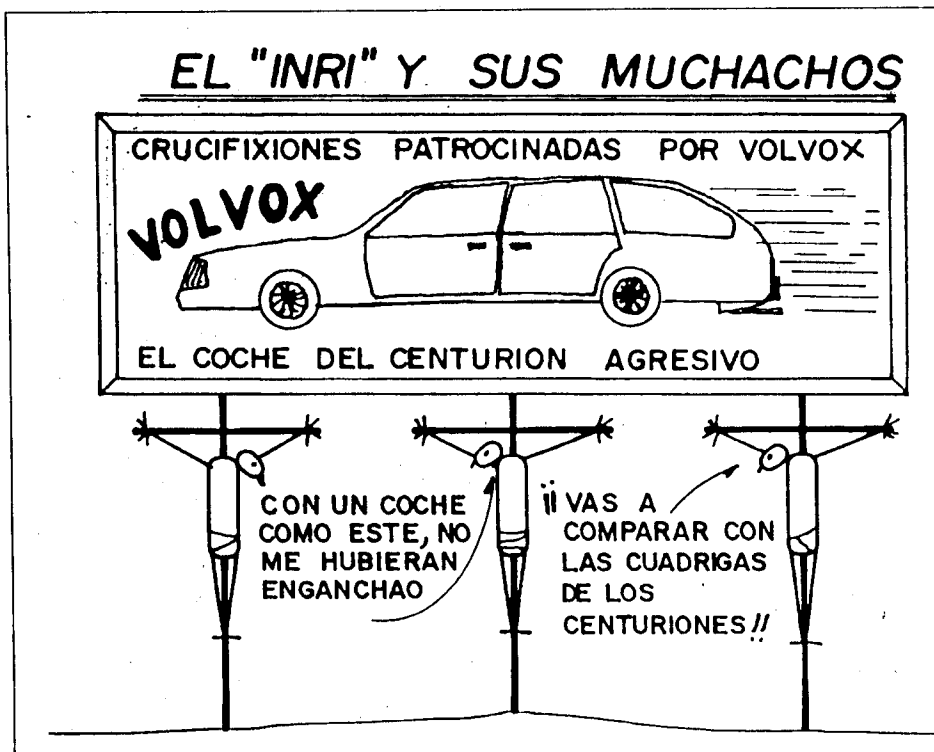 EL "INRI" Y SUS MUCHACHOS
CRUCIFIXIONES PATROCINADAS POR VOLVOX
VOLVOX
EL COCHE DEL CENTURION AGRESIVO
CON UN COCHE
COMO ESTE, NO
ME HUBIERAN
ENGANCHAO
¡¡VAS A
COMPARAR CON
LAS CUADRIGAS
DE LOS
CENTURIONES!!